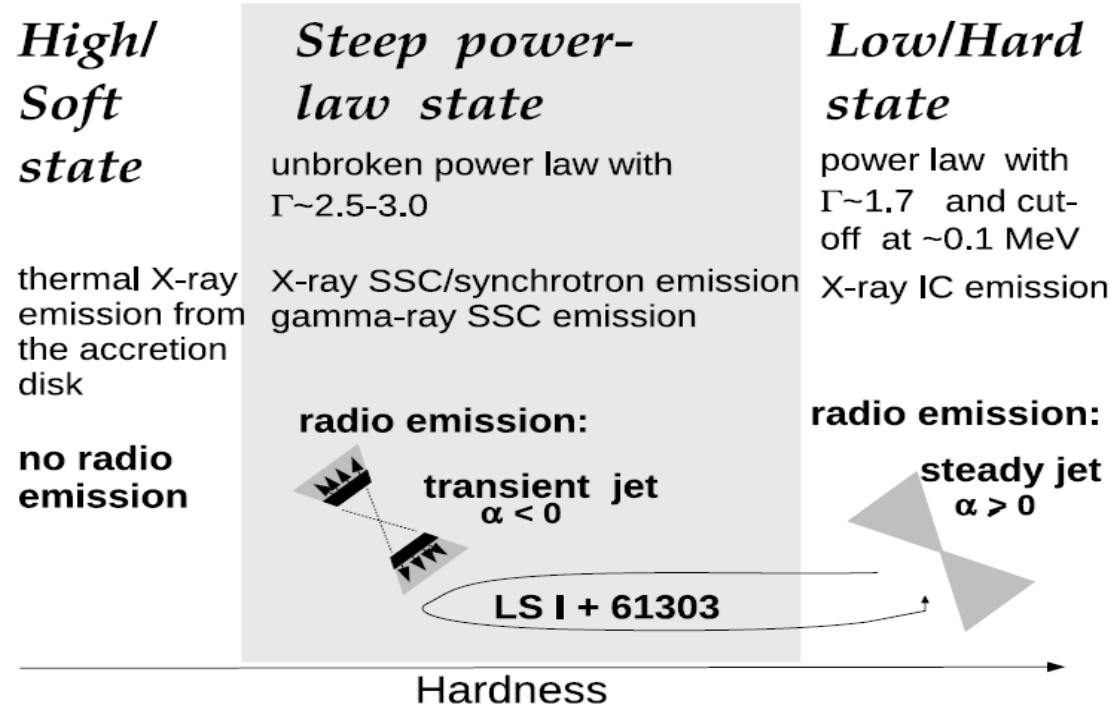 High/
Soft
state
thermal X-ray
emission from
the accretion
disk
no radio
emission
Steep power-
law state
unbroken power law with
Γ~2.5-3.0
X-ray SSC/synchrotron emission
gamma-ray SSC emission
radio emission:
transient jet
α < 0
LS I + 61303
Low/Hard
state
power law with
Γ~1.7 and cut-
off at ~0.1 MeV
X-ray IC emission
radio emission:
steady jet
α > 0
Hardness